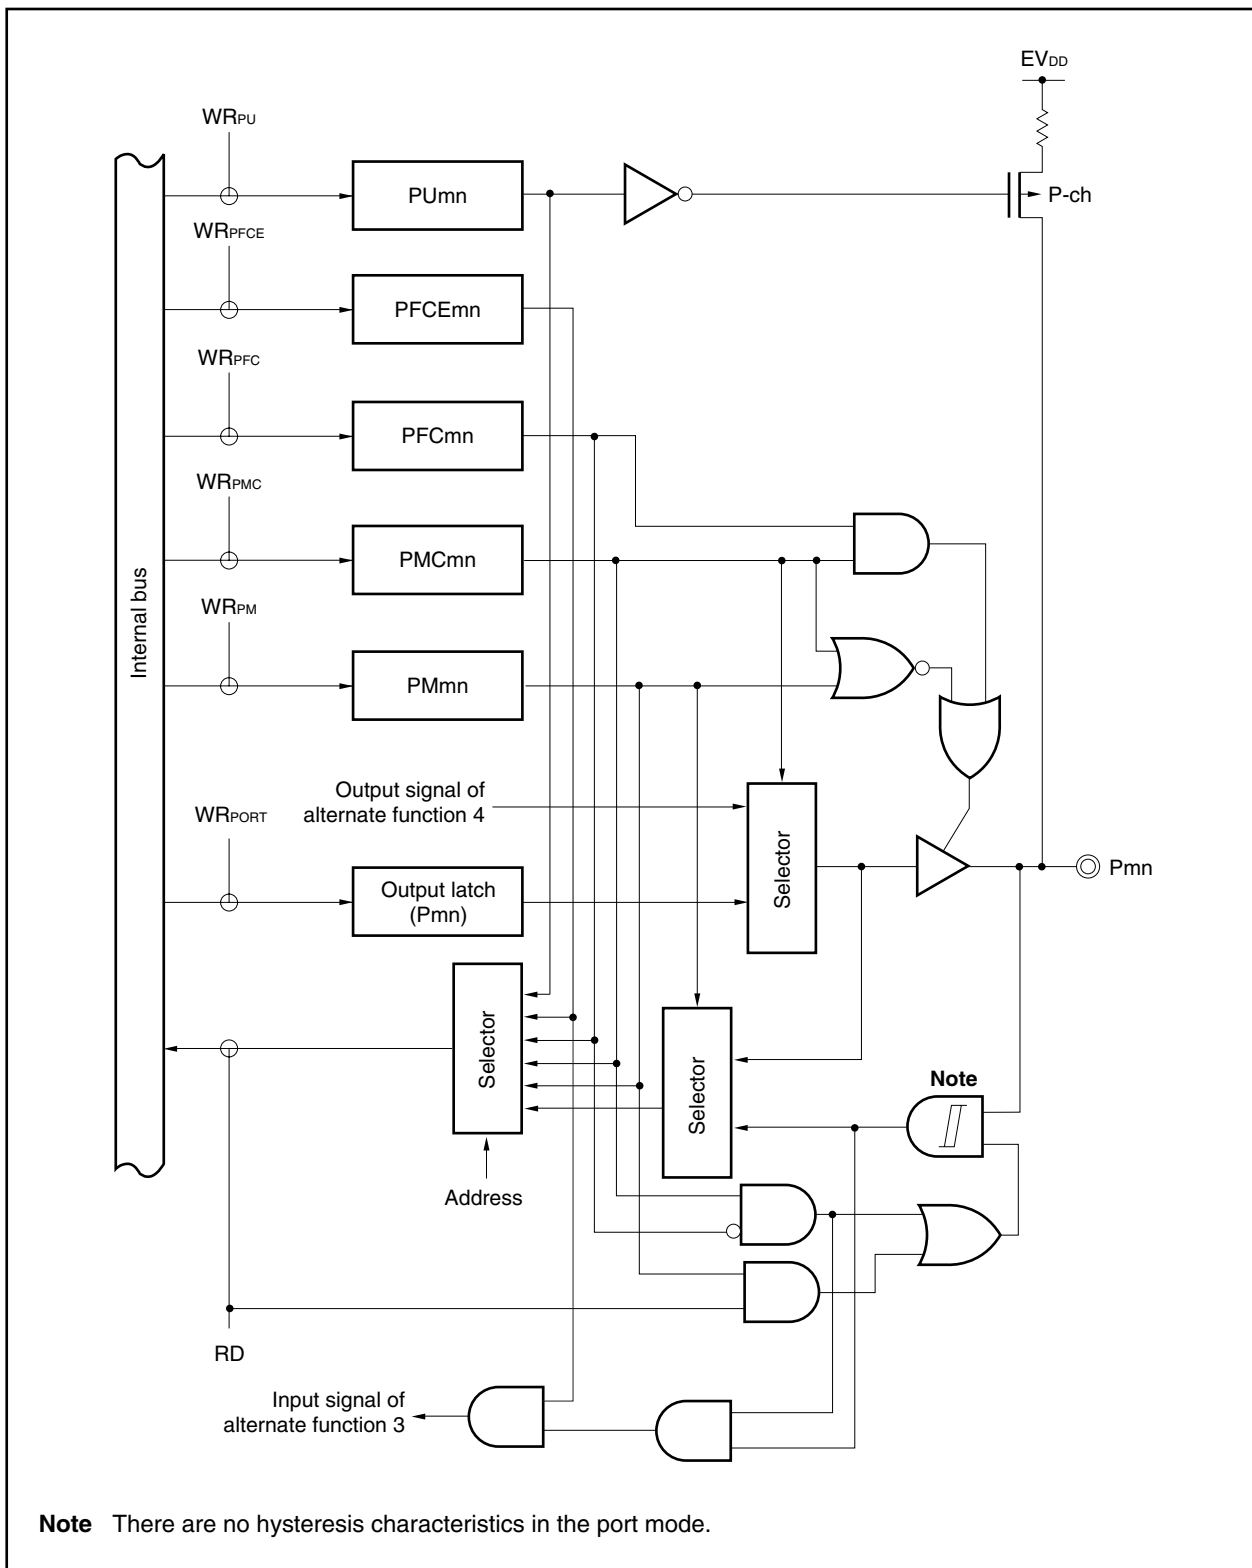 EVDD
WRPU
PUmn
P-ch
WRPFCE
PFCEmn
WRPFC
PFCmn
WRPMC
PMCmn
Internal bus
WRPM
PMmn
Output signal of
alternate function 4
WRPORT
Selector
Output latch
(Pmn)
Pmn
Selector
Selector
Note
Address
RD
Input signal of
alternate function 3
Note There are no hysteresis characteristics in the port mode.